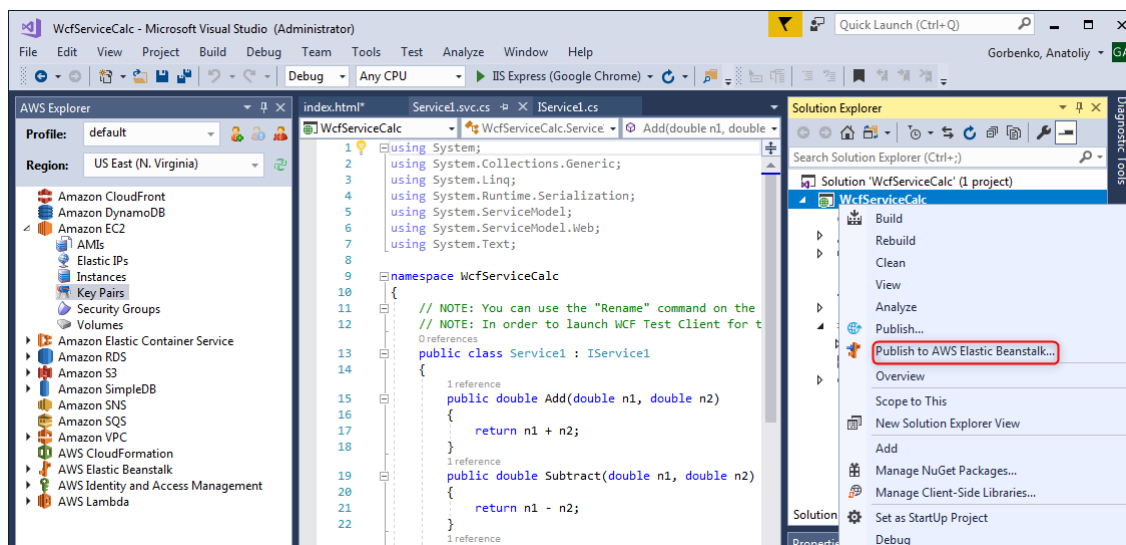 WcfServiceCalc - Microsoft Visual Studio (Administrator)
Quick Launch (Ctrl+Q)
File Edit View Project Build Debug Team Tools Test Analyze Window Help
Gorbenko, Anatoliy
GA
Debug Any CPU IIS Express (Google Chrome)
AWS Explorer
Profile: default
Region: US East (N. Virginia)
Amazon CloudFront
Amazon DynamoDB
Amazon EC2
AMIs
Elastic IPs
Instances
Key Pairs
Security Groups
Volumes
Amazon Elastic Container Service
Amazon RDS
Amazon S3
Amazon SimpleDB
Amazon SNS
Amazon SQS
Amazon VPC
AWS CloudFormation
AWS Elastic Beanstalk
AWS Identity and Access Management
AWS Lambda
index.html* Service1.svc.cs IService1.cs
WcfServiceCalc WcfServiceCalc.Service Add(double n1, double
1 using System;
2 using System.Collections.Generic;
3 using System.Linq;
4 using System.Runtime.Serialization;
5 using System.ServiceModel;
6 using System.ServiceModel.Web;
7 using System.Text;
8
9 namespace WcfServiceCalc
10 {
11 // NOTE: You can use the "Rename" command on the
12 // NOTE: In order to launch WCF Test Client for t
0 references
13 public class Service1 : IService1
14 {
1 reference
15 public double Add(double n1, double n2)
16 {
17 return n1 + n2;
18 }
1 reference
19 public double Subtract(double n1, double n2)
20 {
21 return n1 - n2;
22 }
1 reference
Solution Explorer
Search Solution Explorer (Ctrl+;)
Solution 'WcfServiceCalc' (1 project)
WcfServiceCalc
Build
Rebuild
Clean
View
Analyze
Publish...
Publish to AWS Elastic Beanstalk...
Overview
Scope to This
New Solution Explorer View
Add
Manage NuGet Packages...
Manage Client-Side Libraries...
Set as StartUp Project
Debug
Solution
Propertie
Diagnostic Tools